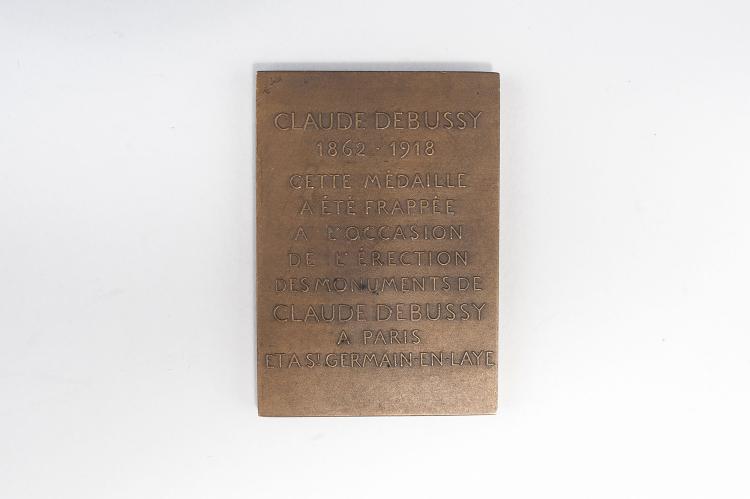 CLAUDE DEBUSSY
1862 · 1918
CETTE MÉDAILLE
A ÉTÉ FRAPPÉE
A L'OCCASION
DE L'ÉRECTION
DES MONUMENTS DE
CLAUDE DEBUSSY
A PARIS
ET A St GERMAIN-EN-LAYE